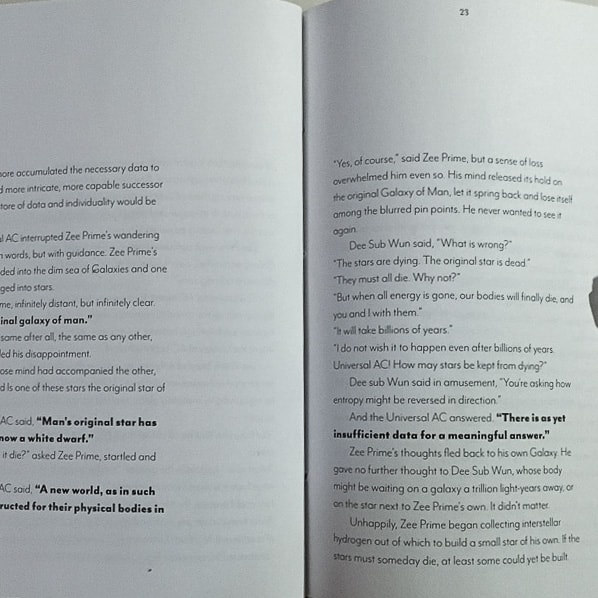 ore accumulated the necessary data to
d more intricate, more capable successor
tore of data and individuality would be
al AC interrupted Zee Prime's wandering
n words, but with guidance. Zee Prime's
ded into the dim sea of Galaxies and one
ged into stars.
me, infinitely distant, but infinitely clear.
inal galaxy of man."
same after all, the same as any other,
led his disappointment.
ose mind had accompanied the other,
d Is one of these stars the original star of
AC said, "Man's original star has
now a white dwarf."
it die?" asked Zee Prime, startled and
AC said, "A new world, as in such
ructed for their physical bodies in
23
"Yes, of course," said Zee Prime, but a sense of loss
overwhelmed him even so. His mind released its hold on
the original Galaxy of Man, let it spring back and lose itself
among the blurred pin points. He never wanted to see it
again.
Dee Sub Wun said, "What is wrong?"
"The stars are dying. The original star is dead."
"They must all die. Why not?"
"But when all energy is gone, our bodies will finally die, and
you and I with them."
"It will take billions of years."
"I do not wish it to happen even after billions of years.
Universal AC! How may stars be kept from dying?"
Dee sub Wun said in amusement, "You're asking how
entropy might be reversed in direction."
And the Universal AC answered. "There is as yet
insufficient data for a meaningful answer."
Zee Prime's thoughts fled back to his own Galaxy. He
gave no further thought to Dee Sub Wun, whose body
might be waiting on a galaxy a trillion light-years away, or
on the star next to Zee Prime's own. It didn't matter.
Unhappily, Zee Prime began collecting interstellar
hydrogen out of which to build a small star of his own. If the
stars must someday die, at least some could yet be built.